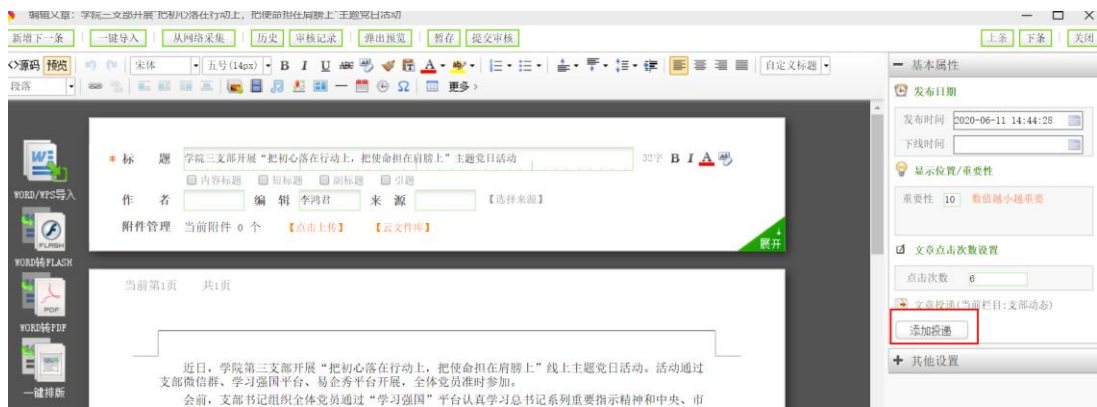 编辑文章: 学院三支部开展"把初心落在行动上, 把使命担在肩膀上"主题党日活动
新增下一条 一键导入 从网络采集 历史 审核记录 弹出预览 暂存 提交审核 上条 下条 关闭
<>源码 预览 宋体 五号(14px) B I U ABC 自定义标题
段落 更多>
标 题 学院三支部开展“把初心落在行动上, 把使命担在肩膀上”主题党日活动 32字 B I A
内容标题 短标题 副标题 引题
作 者 编 辑 李鸿君 来 源 【选择来源】
附件管理 当前附件 0 个 【点击上传】 【云文件库】
展开
WORD/WPS导入
FLASH
WORD转FLASH
PDF
WORD转PDF
一键排版
当前第1页 共1页
近日, 学院第三支部开展“把初心落在行动上, 把使命担在肩膀上”线上主题党日活动。活动通过
支部微信群、学习强国平台、易企秀平台开展, 全体党员准时参加。
会前, 支部书记组织全体党员通过“学习强国”平台认真学习总书记系列重要指示精神和中央、市
基本属性
发布日期
发布时间 2020-06-11 14:44:28
下线时间
显示位置/重要性
重要性 10 数值越小越重要
文章点击次数设置
点击次数 6
文章投递(当前栏目:支部动态)
添加投递
其他设置